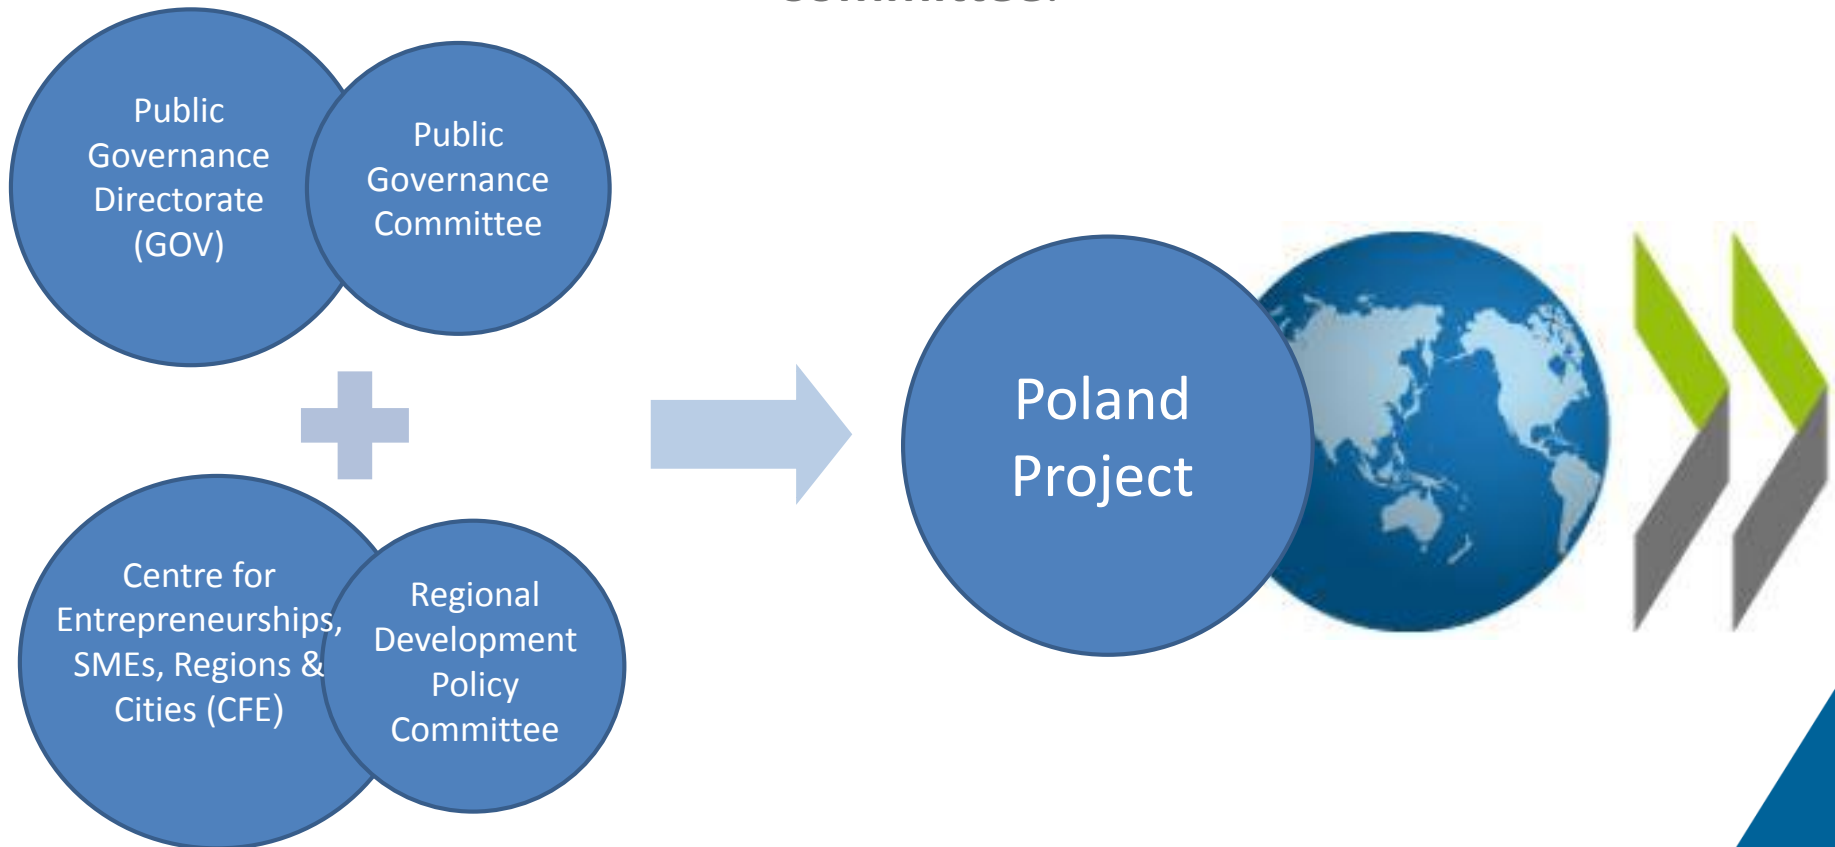 Public
Governance
Directorate
(GOV)
Public
Governance
Committee
Centre for
Entrepreneurships,
SMEs, Regions &
Cities (CFE)
Regional
Development
Policy
Committee
Poland
Project